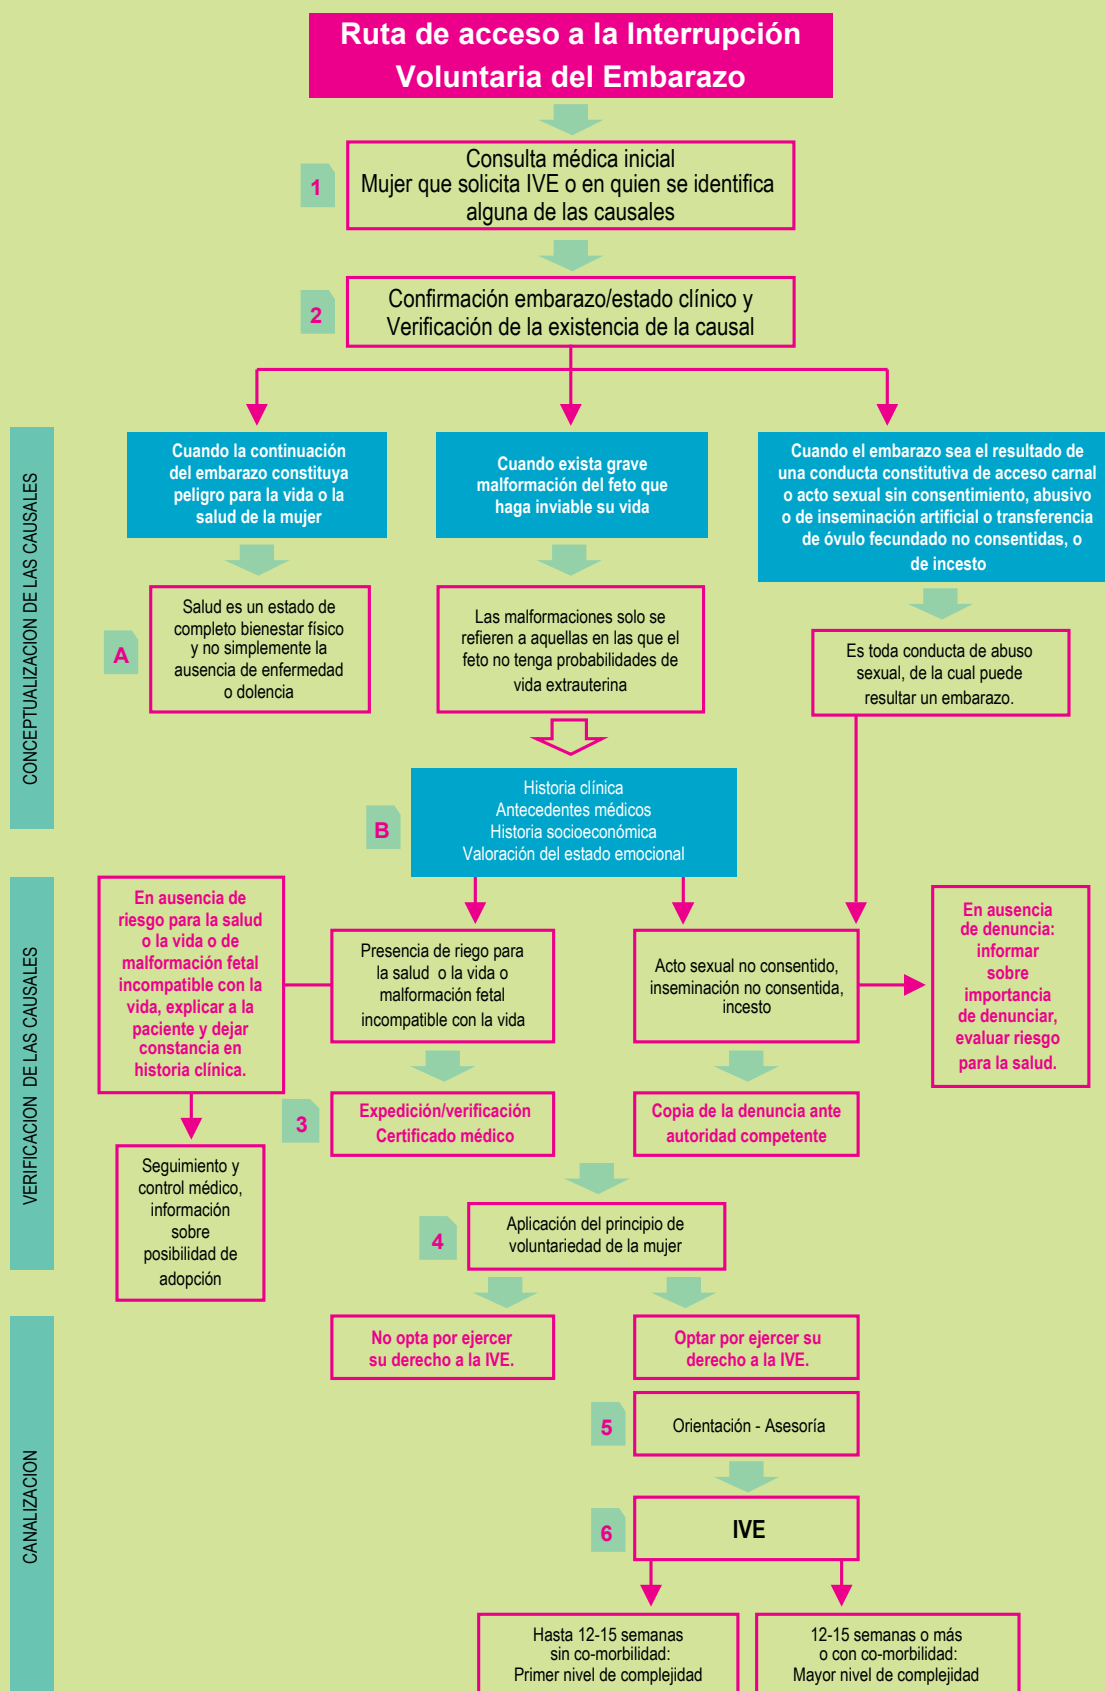 Ruta de acceso a la Interrupción
Voluntaria del Embarazo
1
Consulta médica inicial
Mujer que solicita IVE o en quien se identifica
alguna de las causales
2
Confirmación embarazo/estado clínico y
Verificación de la existencia de la causal
CONCEPTUALIZACION DE LAS CAUSALES
Cuando la continuación
del embarazo constituya
peligro para la vida o la
salud de la mujer
Cuando exista grave
malformación del feto que
haga inviable su vida
Cuando el embarazo sea el resultado de
una conducta constitutiva de acceso carnal
o acto sexual sin consentimiento, abusivo
o de inseminación artificial o transferencia
de óvulo fecundado no consentidas, o
de incesto
A
Salud es un estado de
completo bienestar físico
y no simplemente la
ausencia de enfermedad
o dolencia
Las malformaciones solo se
refieren a aquellas en las que el
feto no tenga probabilidades de
vida extrauterina
Es toda conducta de abuso
sexual, de la cual puede
resultar un embarazo.
B
Historia clínica
Antecedentes médicos
Historia socioeconómica
Valoración del estado emocional
VERIFICACION DE LAS CAUSALES
En ausencia de
riesgo para la salud
o la vida o de
malformación fetal
incompatible con la
vida, explicar a la
paciente y dejar
constancia en
historia clínica.
Presencia de riego para
la salud o la vida o
malformación fetal
incompatible con la vida
Acto sexual no consentido,
inseminación no consentida,
incesto
En ausencia
de denuncia:
informar
sobre
importancia
de denunciar,
evaluar riesgo
para la salud.
3
Expedición/verificación
Certificado médico
Copia de la denuncia ante
autoridad competente
Seguimiento y
control médico,
información
sobre
posibilidad de
adopción
4
Aplicación del principio de
voluntariedad de la mujer
CANALIZACION
No opta por ejercer
su derecho a la IVE.
Optar por ejercer su
derecho a la IVE.
5
Orientación - Asesoría
6
IVE
Hasta 12-15 semanas
sin co-morbilidad:
Primer nivel de complejidad
12-15 semanas o más
o con co-morbilidad:
Mayor nivel de complejidad